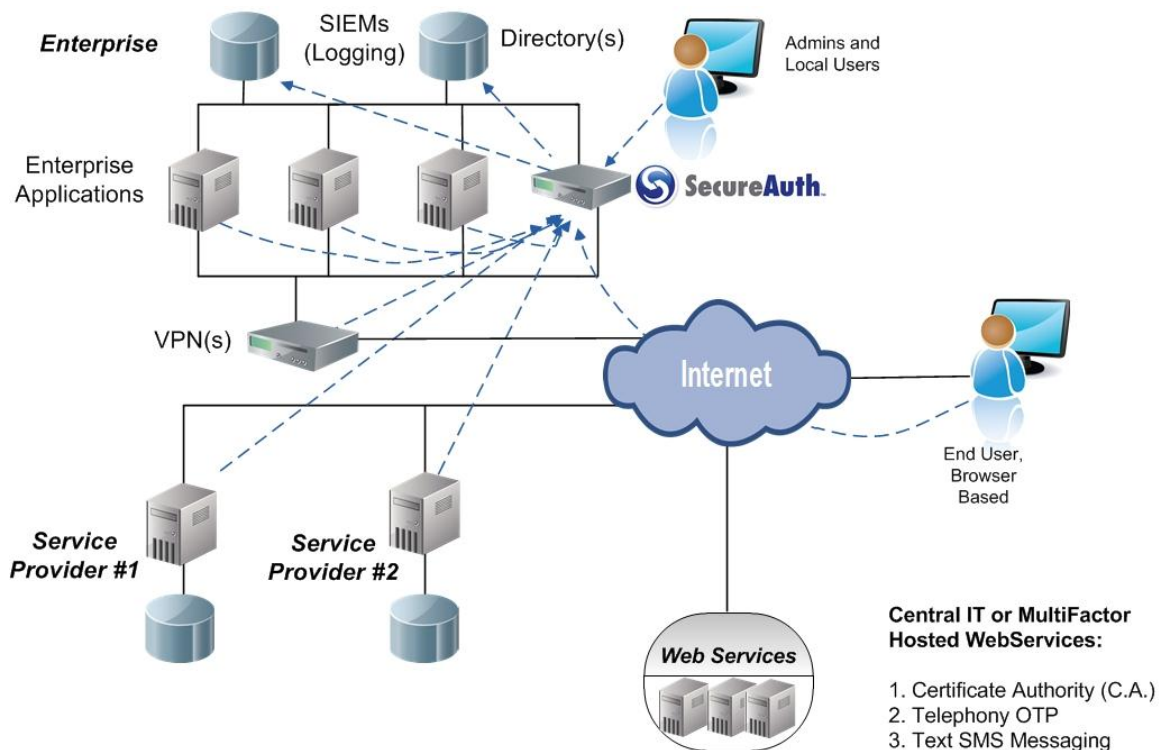 Enterprise
SIEMs
(Logging)
Directory(s)
Admins and
Local Users
Enterprise
Applications
SecureAuth™
VPN(s)
Internet
End User,
Browser
Based
Service
Provider #1
Service
Provider #2
Web Services
Central IT or MultiFactor
Hosted WebServices:
1. Certificate Authority (C.A.)
2. Telephony OTP
3. Text SMS Messaging